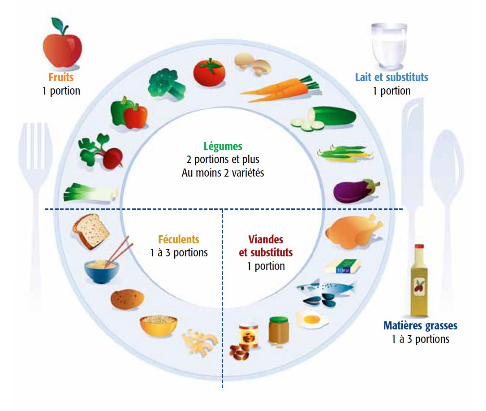 Fruits
1 portion
Lait et substituts
1 portion
Légumes
2 portions et plus
Au moins 2 variétés
Féculents
1 à 3 portions
Viandes
et substituts
1 portion
Matières grasses
1 à 3 portions